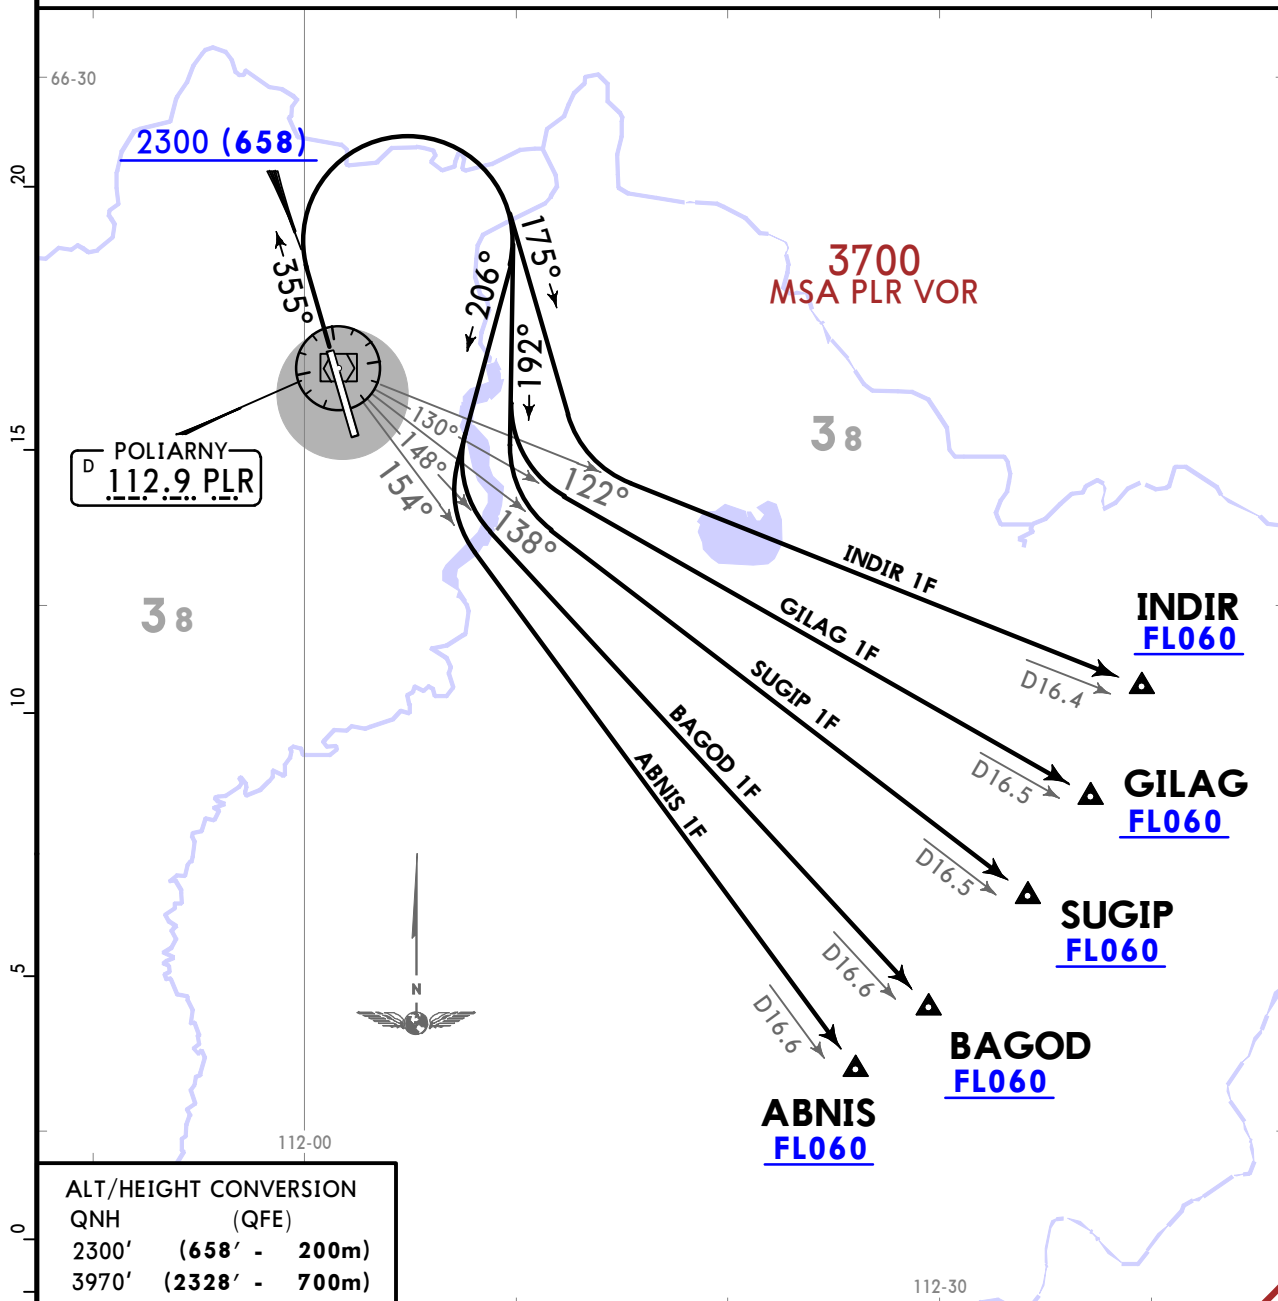 66-30
2300 (658)
20
355°
206°
175°
192°
3700
MSA PLR VOR
POLIARNY
D 112.9 PLR
15
130°
148°
154°
138°
122°
38
38
INDIR 1F
GILAG 1F
SUGIP 1F
BAGOD 1F
ABNIS 1F
INDIR
FL060
D16.4
10
GILAG
FL060
D16.5
SUGIP
FL060
D16.5
5
N
BAGOD
FL060
D16.6
ABNIS
FL060
D16.6
112-00
0
ALT/HEIGHT CONVERSION
QNH (QFE)
2300' (658' - 200m)
3970' (2328' - 700m)
112-30